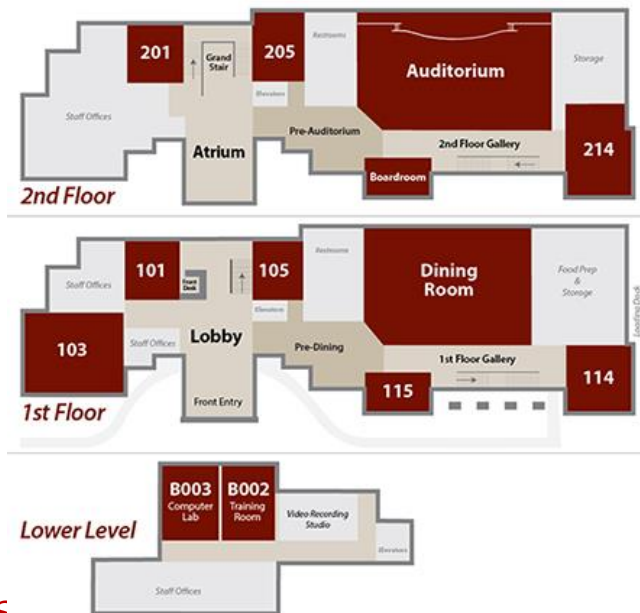 201
Grand
Stair
205
Restrooms
Auditorium
Storage
Staff Offices
Elevators
Pre-Auditorium
Atrium
2nd Floor Gallery
Boardroom
214
2nd Floor
Staff Offices
101
Front
Desk
105
Restrooms
Dining
Room
Food Prep
&
Storage
Loading Dock
Elevators
103
Staff Offices
Lobby
Pre-Dining
1st Floor Gallery
115
114
Front Entry
1st Floor
B003
Computer
Lab
B002
Training
Room
Video Recording
Studio
Lower Level
Elevators
Staff Offices